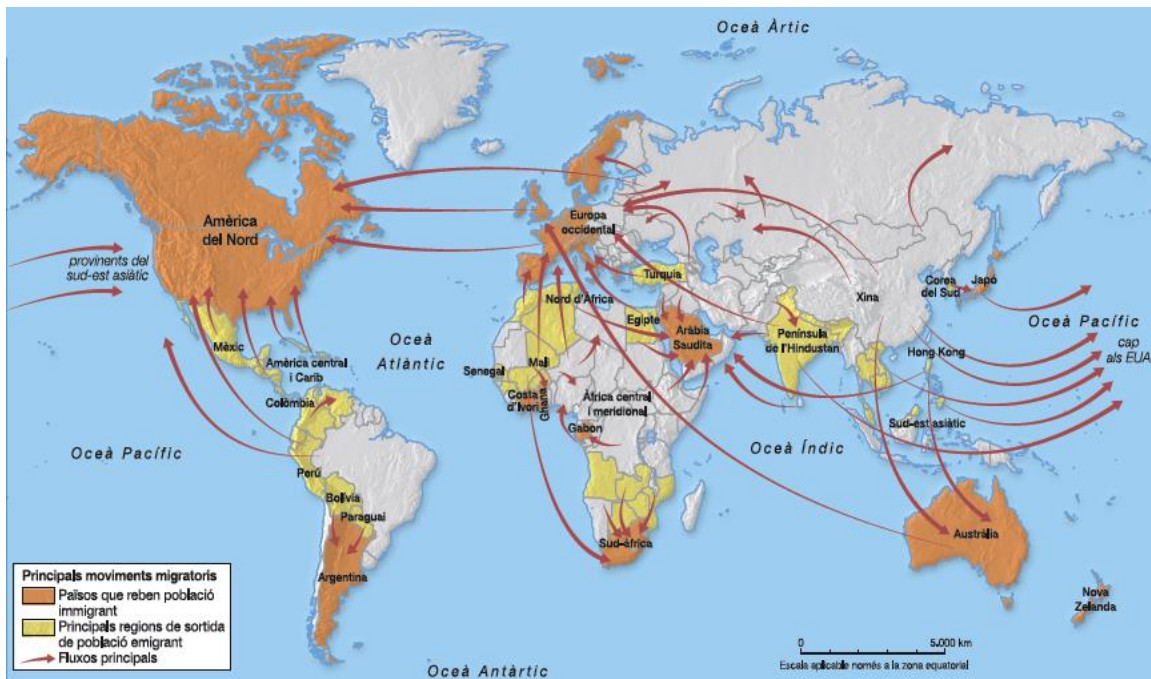 Oceà Àrtic
Amèrica
del Nord
provinents del
sud-est asiàtic
Europa
occidental
Turquia
Nord d'Àfrica
Egipte
Aràbia
Saudita
Xina
Corea
del Sud
Japó
Península
de l'Hindustan
Hong Kong
Oceà Pacífic
cap
als EUA
Mèxic
Amèrica central
i Carib
Colòmbia
Oceà
Atlàntic
Senegal
Mali
Costa
d'Ivori
Ghana
Àfrica central
i meridional
Gabon
Sud-est asiàtic
Oceà Índic
Oceà Pacífic
Perú
Bolívia
Paraguai
Argentina
Sud-àfrica
Austràlia
Nova
Zelanda
Principals moviments migratoris
Països que reben població
immigrant
Principals regions de sortida
de població emigrant
Fluxos principals
Oceà Antàrtic
0 5.000 km
Escala aplicable només a la zona equatorial